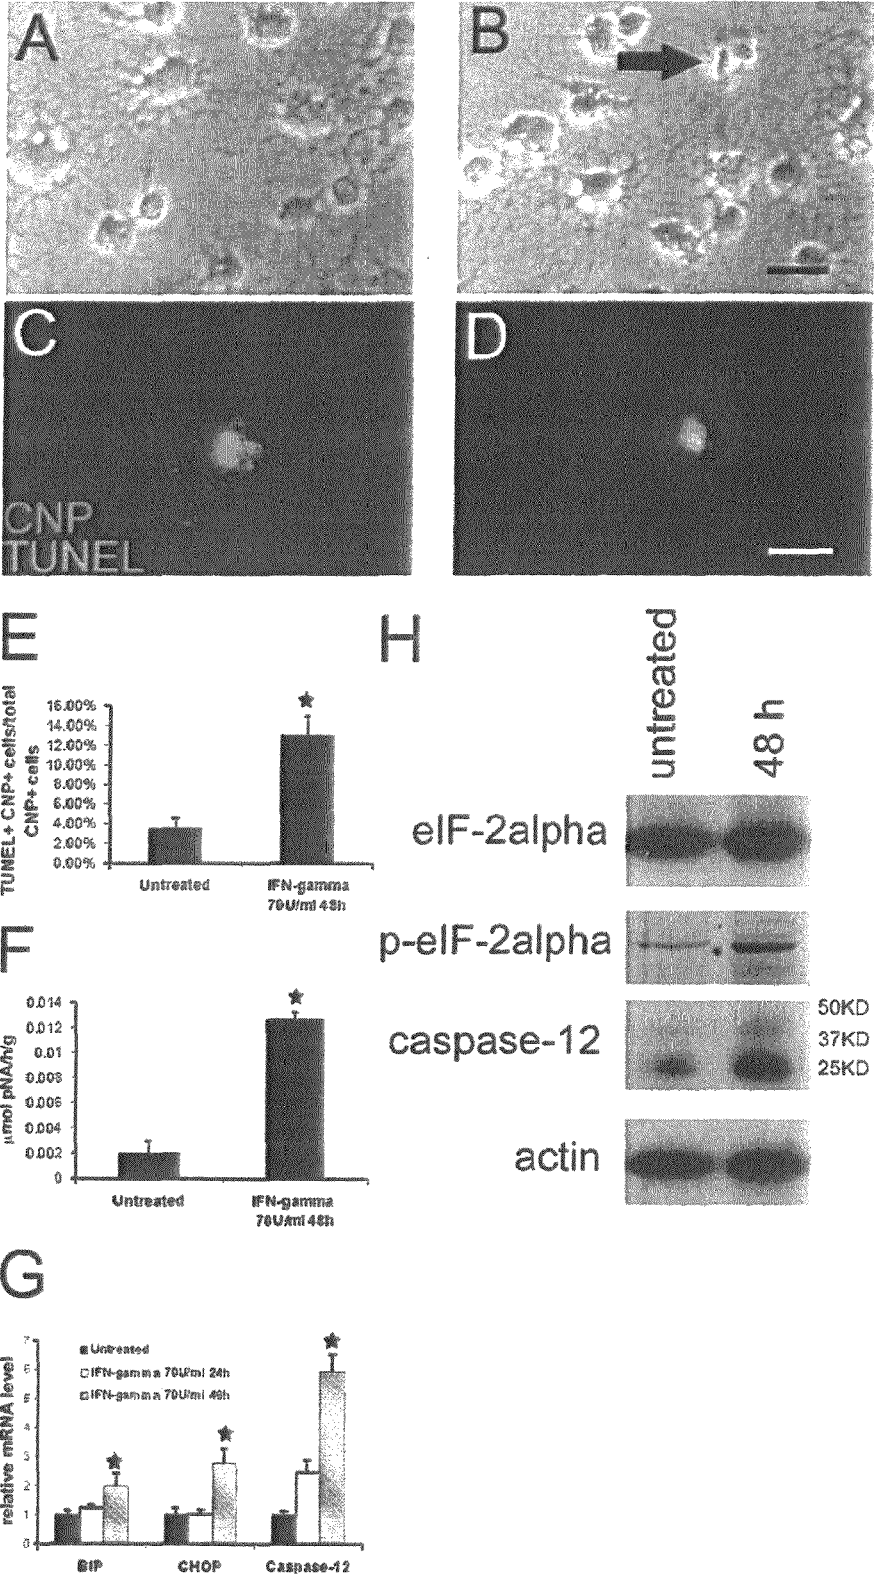 A
B
C
D
CNP
TUNEL
E
TUNEL+ CNP+ cells/total
CNP+ cells
16.00%
14.00%
12.00%
10.00%
8.00%
6.00%
4.00%
2.00%
0.00%
Untreated
IFN-gamma
70U/ml 48h
F
µmol pNA/h/g
0.014
0.012
0.01
0.008
0.006
0.004
0.002
0
Untreated
IFN-gamma
70U/ml 48h
G
relative mRNA level
7
6
5
4
3
2
1
0
Untreated
IFN-gamma 70U/ml 24h
IFN-gamma 70U/ml 48h
BIP
CHOP
Caspase-12
H
untreated
48 h
eIF-2alpha
p-eIF-2alpha
caspase-12
50KD
37KD
25KD
actin